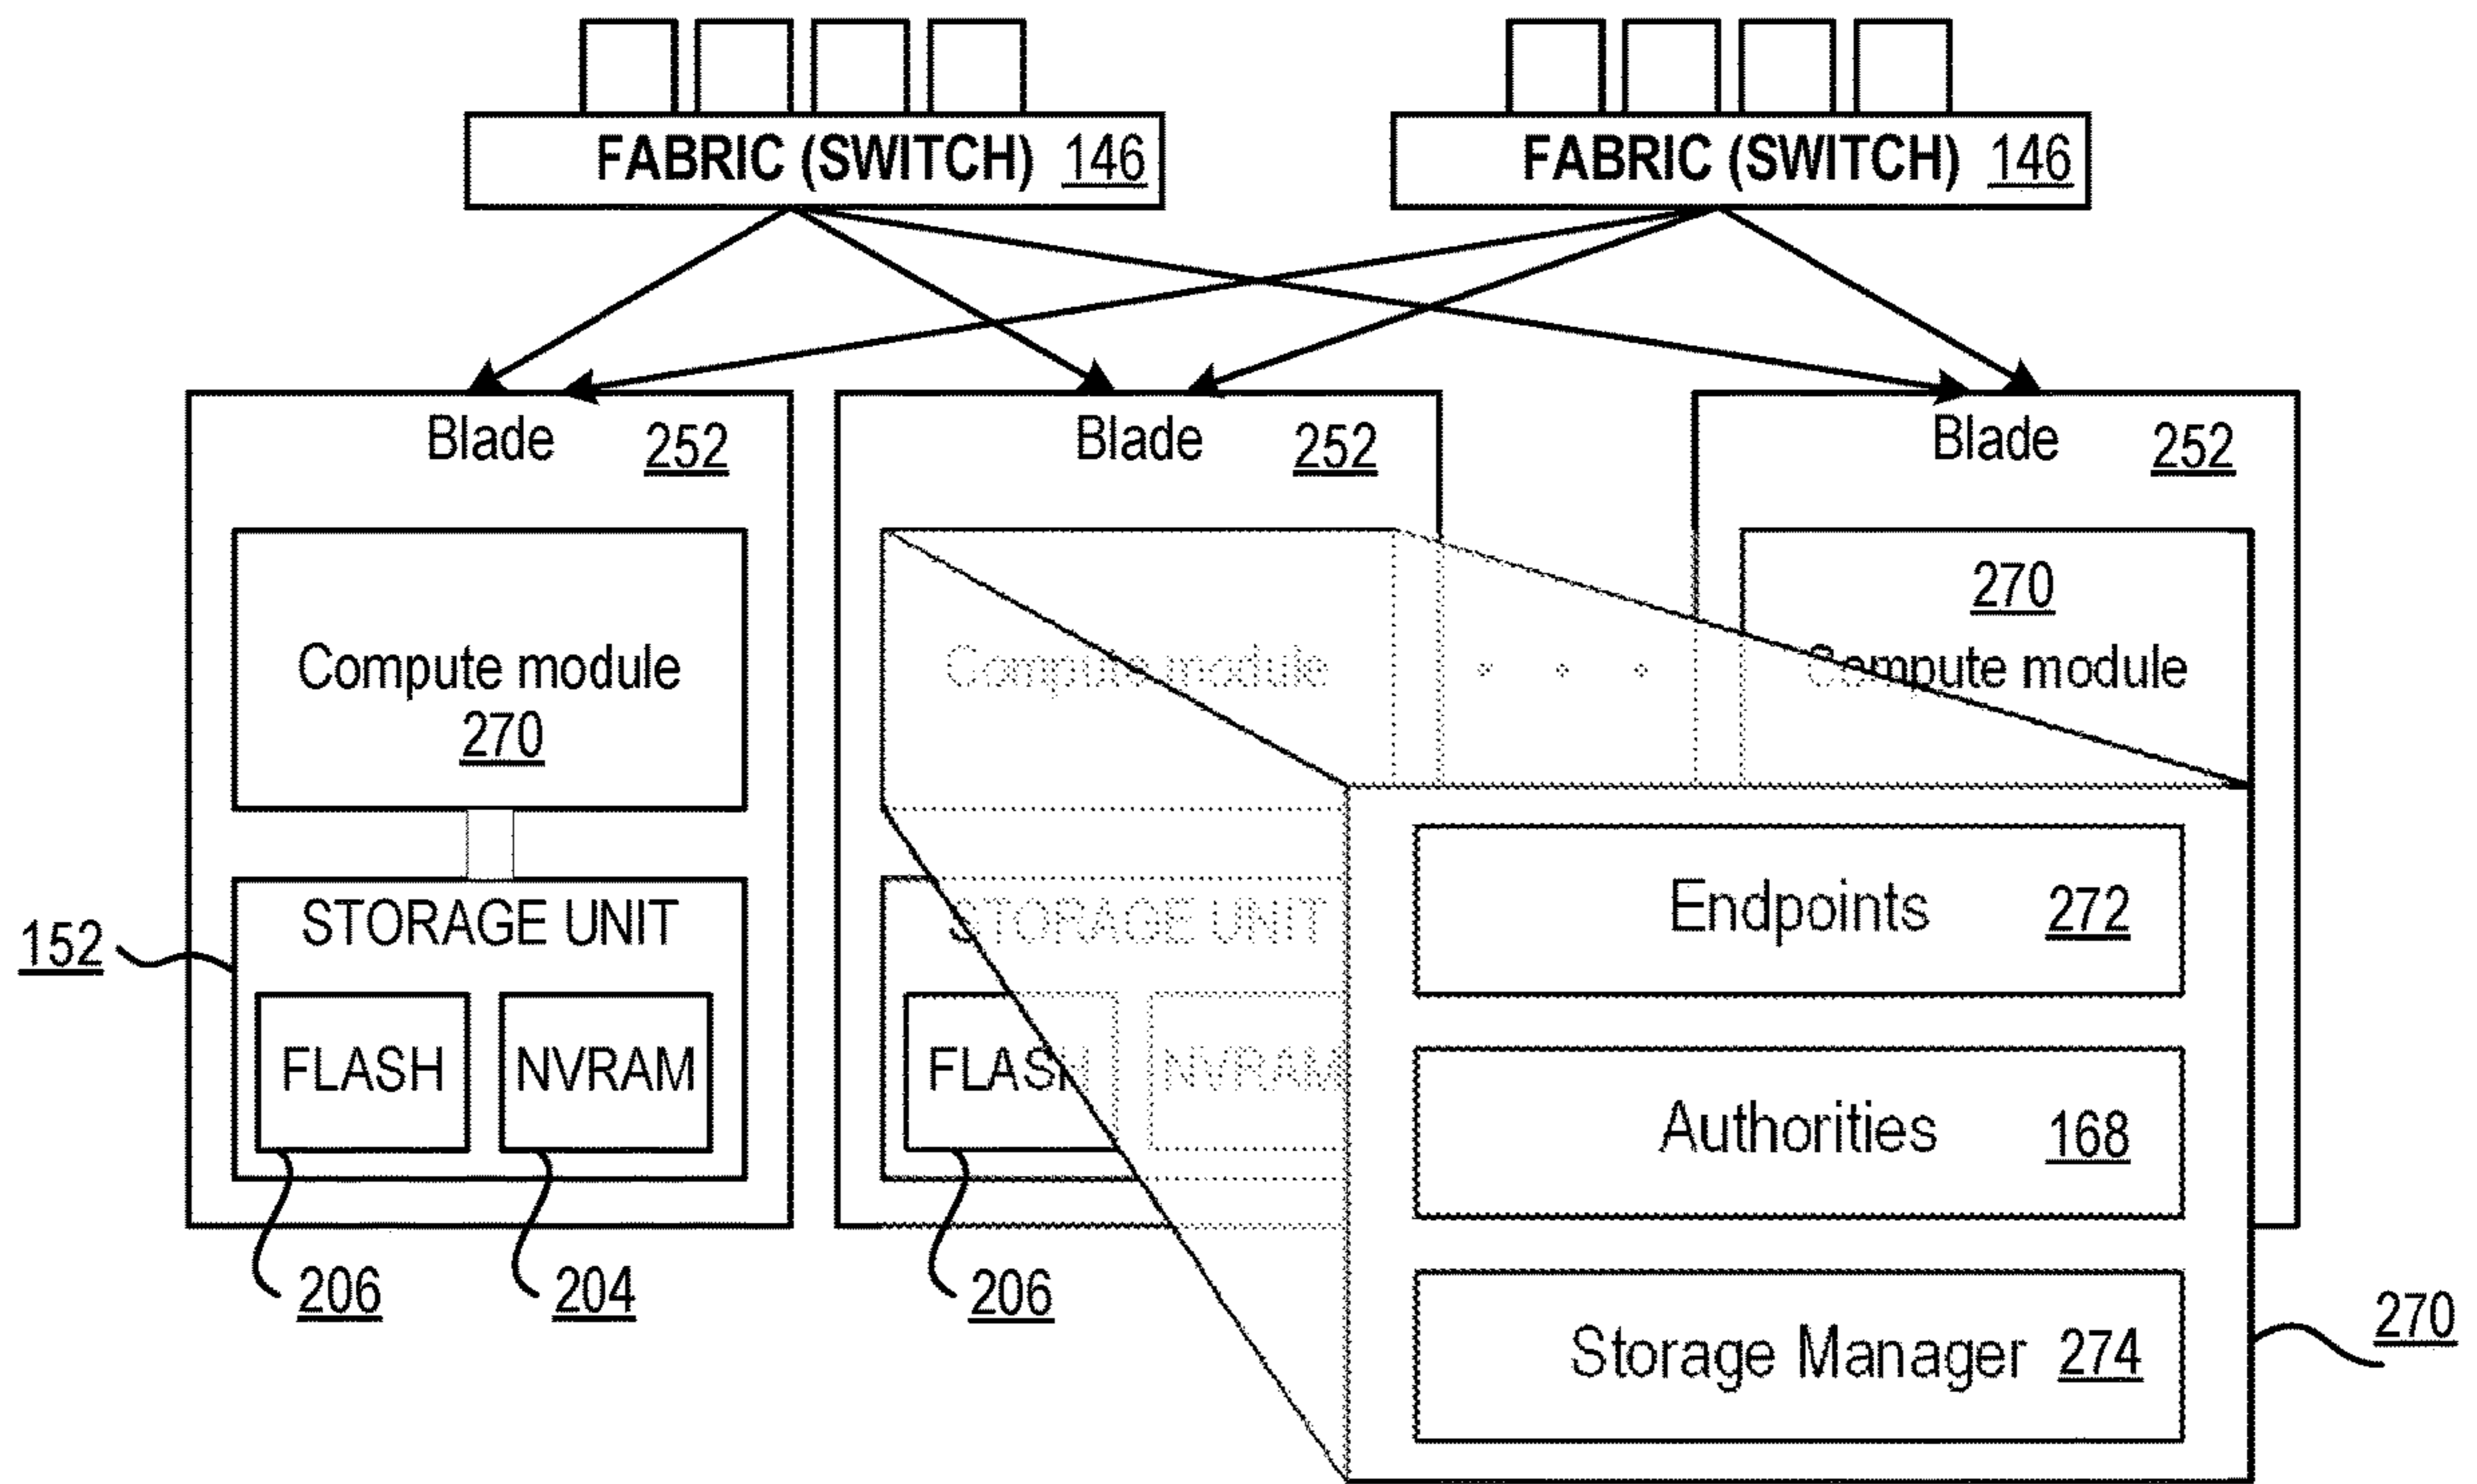 FABRIC (SWITCH) 146
FABRIC (SWITCH) 146
Blade 252
Blade 252
Blade 252
Compute module
270
Compute module
. . .
270
Compute module
STORAGE UNIT
152
FLASH
NVRAM
206
204
STORAGE UNIT
FLASH
NVRAM
206
Endpoints 272
Authorities 168
Storage Manager 274
270